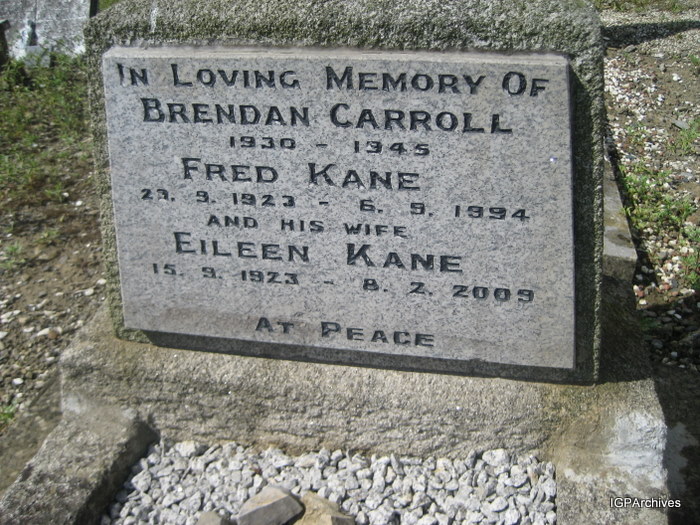 In Loving Memory Of
Brendan Carroll
1930 - 1945
Fred Kane
23. 9. 1923 - 6. 9. 1994
and his wife
Eileen Kane
15. 9. 1923 - 8. 2. 2009
At Peace
IGPArchives